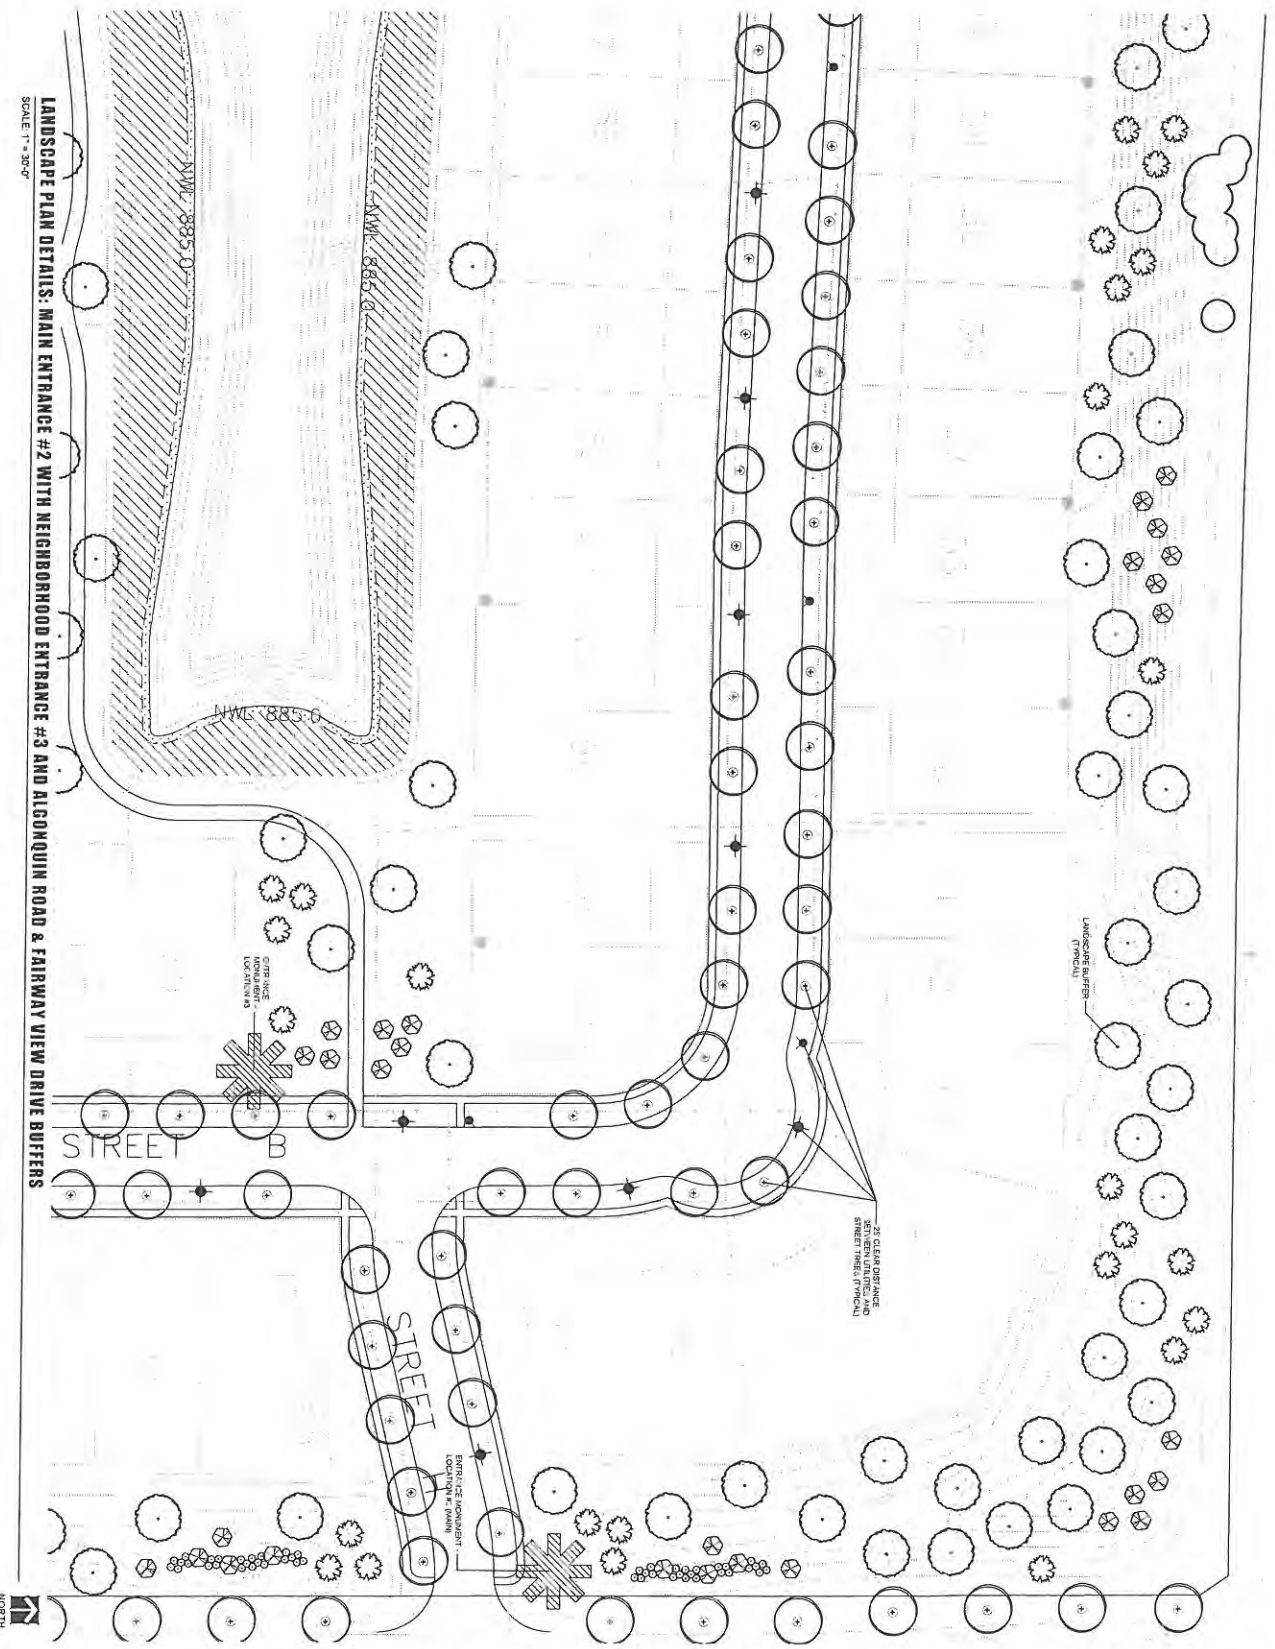 LANDSCAPE PLAN DETAILS: MAIN ENTRANCE #2 WITH NEIGHBORHOOD ENTRANCE #3 AND ALGONQUIN ROAD & FAIRWAY VIEW DRIVE BUFFERS
SCALE: 1" = 30'-0"
NWL 885.0
NWL 885.0
NWL 885.0
LANDSCAPE BUFFER
(TYPICAL)
MONUMENT -
LOCATION #3
STREET B
25' CLEAR DISTANCE
BETWEEN UTILITIES AND
STREET TREES (TYPICAL)
STREET
ENTRANCE MONUMENT -
LOCATION #2 (MAIN)
NORTH